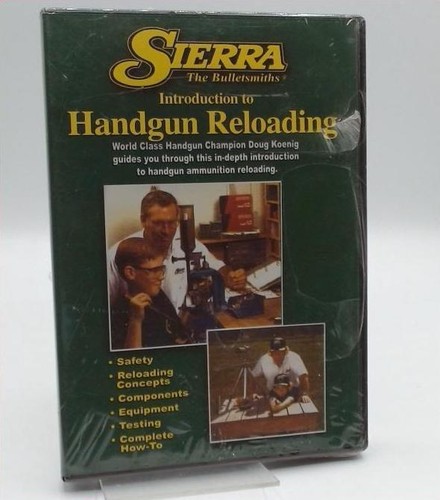 SIERRA
The Bulletsmiths®
Introduction to
Handgun Reloading
World Class Handgun Champion Doug Koenig
guides you through this in-depth introduction
to handgun ammunition reloading.
• Safety
• Reloading
Concepts
• Components
• Equipment
• Testing
• Complete
How-To